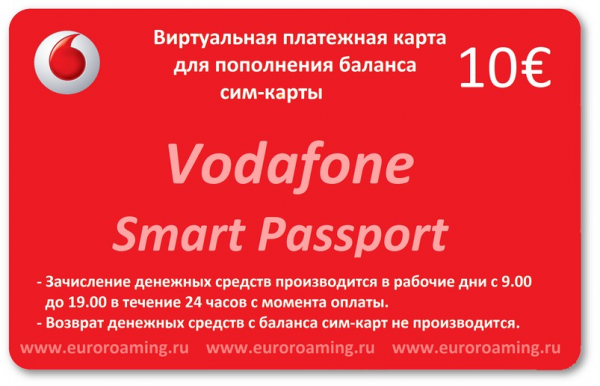 Виртуальная платежная карта
для пополнения баланса
сим-карты
10€
Vodafone
Smart Passport
- Зачисление денежных средств производится в рабочие дни с 9.00
до 19.00 в течение 24 часов с момента оплаты.
- Возврат денежных средств с баланса сим-карт не производится.
www.euroroaming.ru www.euroroaming.ru www.euroroaming.ru